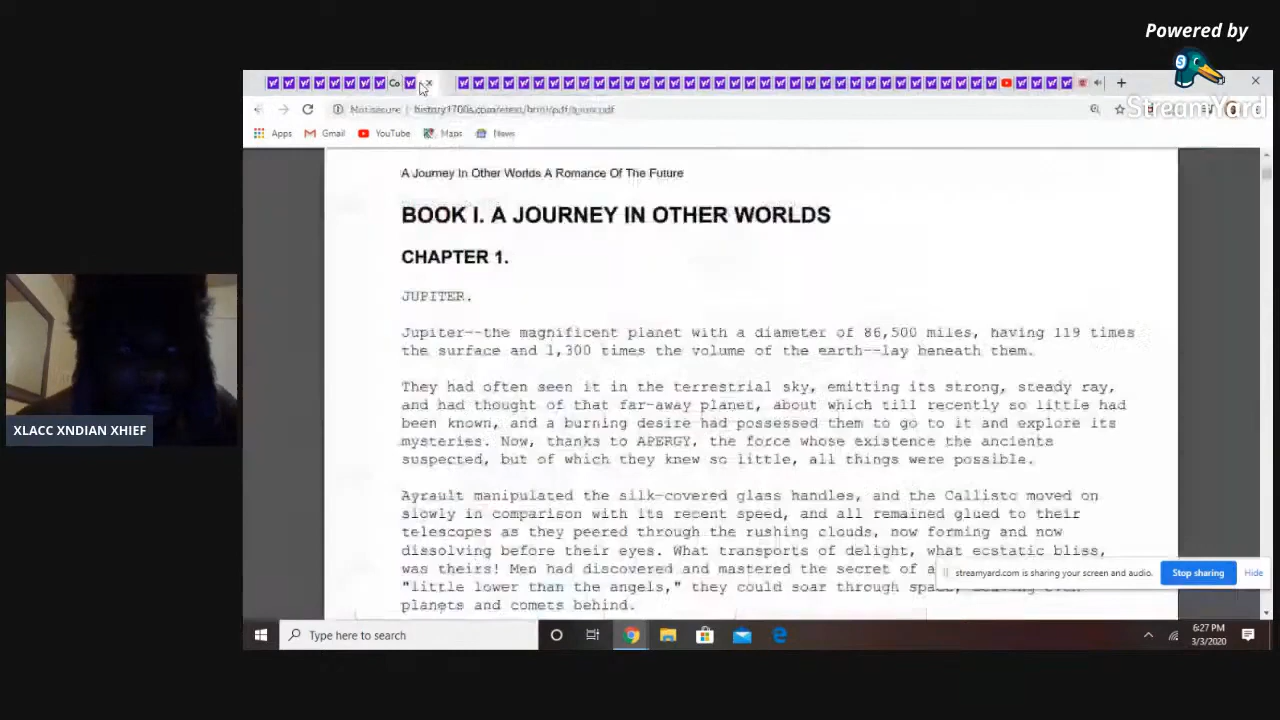 Powered by
StreamYard
Apps Gmail YouTube Maps News
A Journey In Other Worlds A Romance Of The Future
BOOK I. A JOURNEY IN OTHER WORLDS
CHAPTER 1.
JUPITER.
Jupiter--the magnificent planet with a diameter of 86,500 miles, having 119 times
the surface and 1,300 times the volume of the earth--lay beneath them.
They had often seen it in the terrestrial sky, emitting its strong, steady ray,
and had thought of that far-away planet, about which till recently so little had
been known, and a burning desire had possessed them to go to it and explore its
mysteries. Now, thanks to APERGY, the force whose existence the ancients
suspected, but of which they knew so little, all things were possible.
Ayrault manipulated the silk-covered glass handles, and the Callisto moved on
slowly in comparison with its recent speed, and all remained glued to their
telescopes as they peered through the rushing clouds, now forming and now
dissolving before their eyes. What transports of delight, what ecstatic bliss,
was theirs! Men had discovered and mastered the secret of
"little lower than the angels," they could soar through
planets and comets behind.
XLACC XNDIAN XHIEF
streamyard.com is sharing your screen and audio. Stop sharing Hide
Type here to search
6:27 PM
3/3/2020